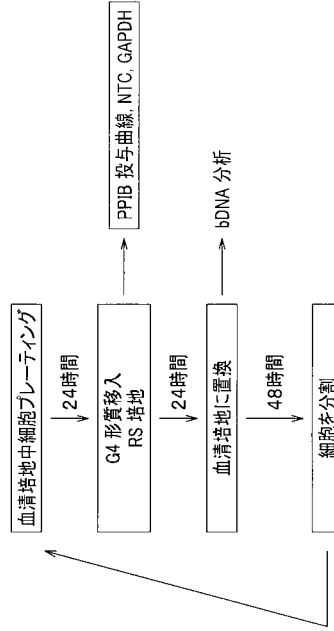 血清培地中細胞プレーティング
24時間
G4 形質移入
RS 培地
PPIB 投与曲線, NTC, GAPDH
24時間
血清培地に置換
bDNA 分析
48時間
細胞を分割